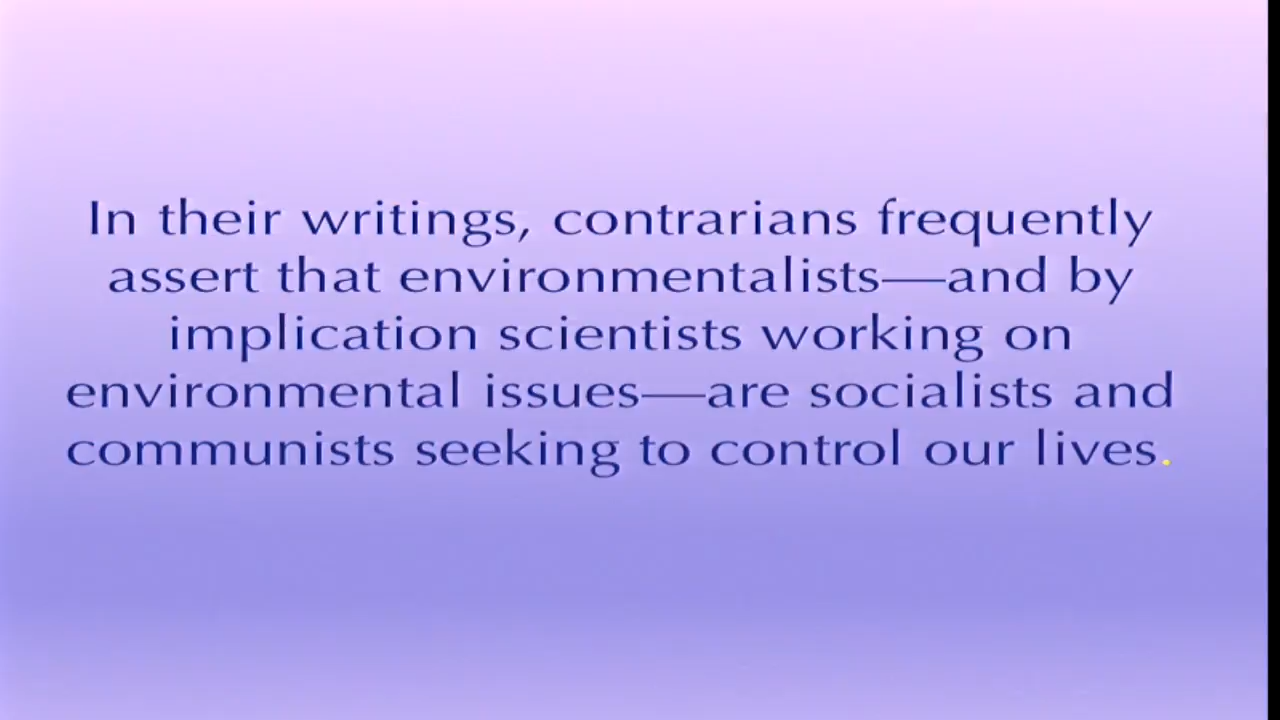 In their writings, contrarians frequently
assert that environmentalists—and by
implication scientists working on
environmental issues—are socialists and
communists seeking to control our lives.